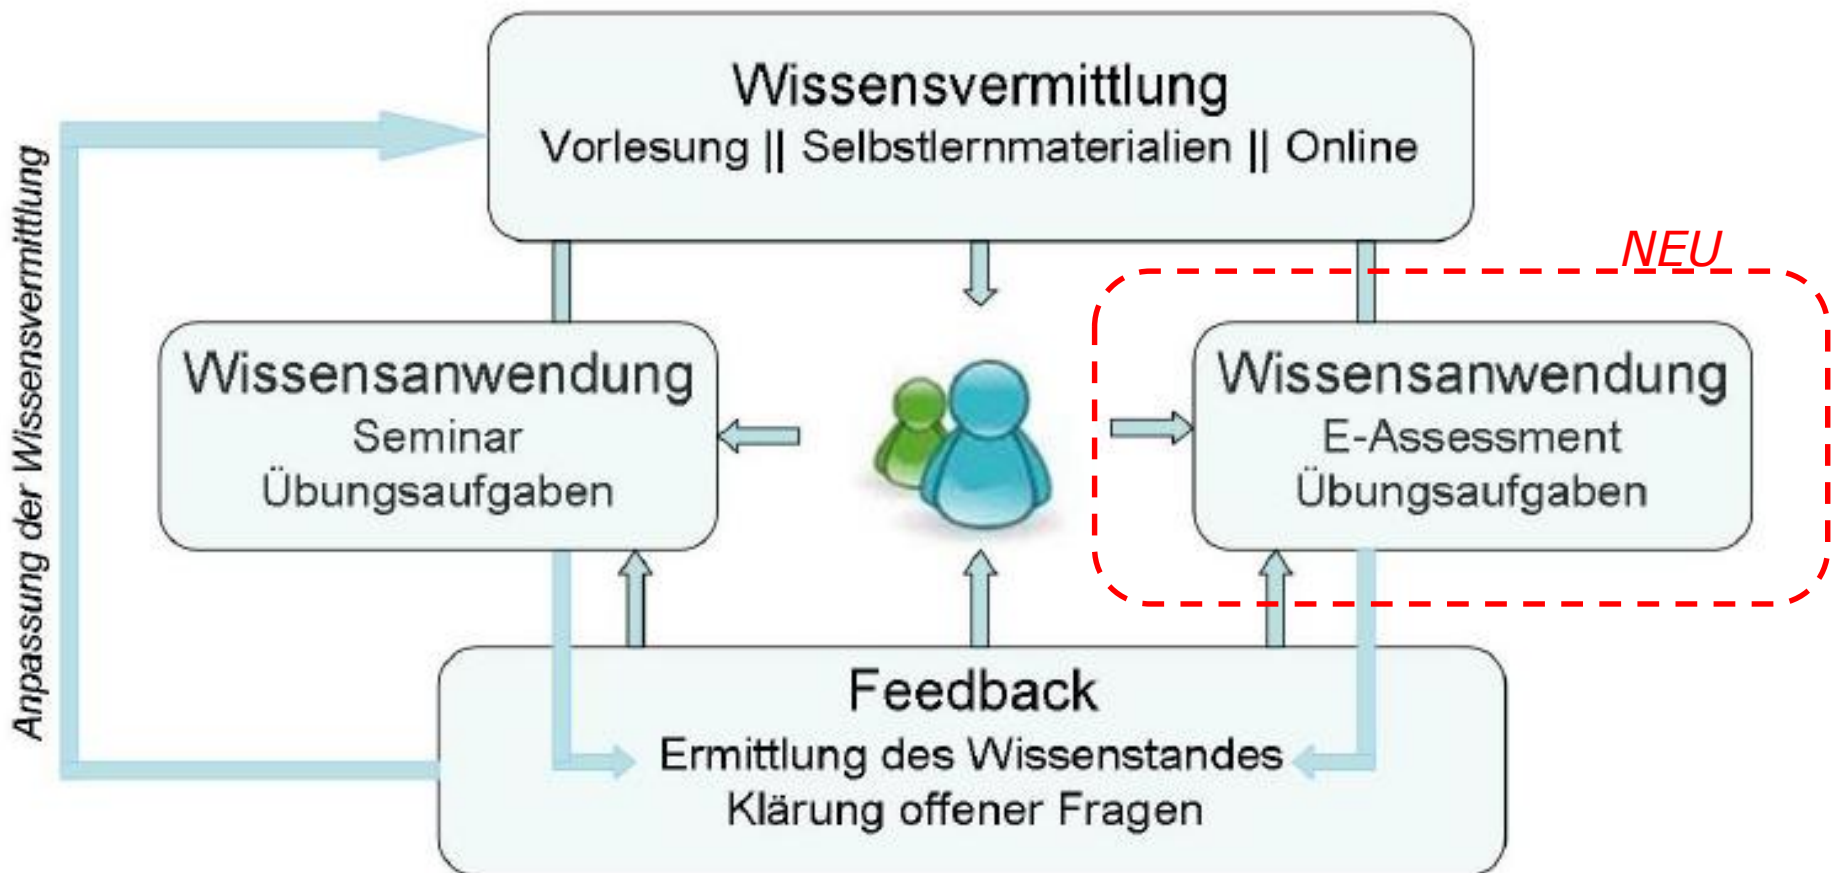 Wissensvermittlung
Vorlesung || Selbstlernmaterialien || Online
Anpassung der Wissensvermittlung
NEU
Wissensanwendung
Seminar
Übungsaufgaben
Wissensanwendung
E-Assessment
Übungsaufgaben
Feedback
Ermittlung des Wissenstandes
Klärung offener Fragen